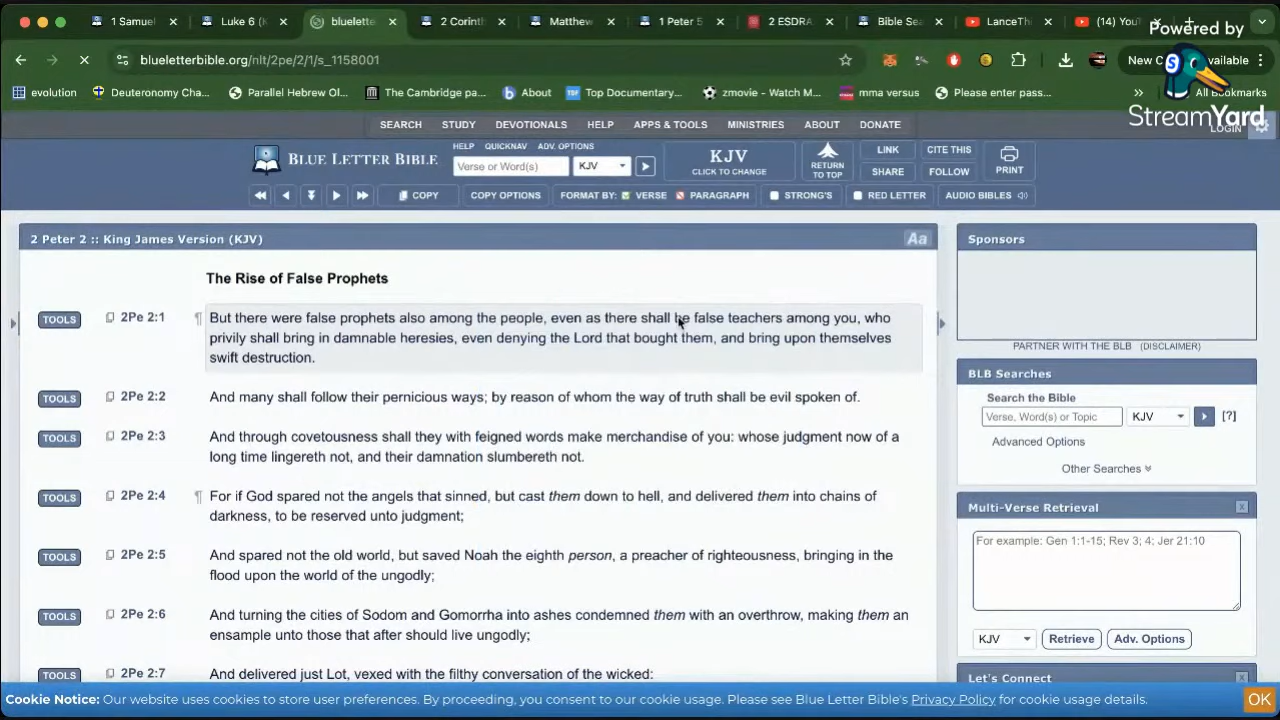 1 Samuel
Luke 6 (K
bluelette
2 Corinth
Matthew
1 Peter 5
2 ESDRA
Bible Sea
LanceTh
(14) You
Powered by
blueletterbible.org/nlt/2pe/2/1/s_1158001
New C
vailable
evolution
Deuteronomy Cha...
Parallel Hebrew Ol...
The Cambridge pa...
About
Top Documentary...
zmovie - Watch M...
mma versus
Please enter pass...
»
All Bookmarks
StreamYard
SEARCH STUDY DEVOTIONALS HELP APPS & TOOLS MINISTRIES ABOUT DONATE
LOGIN
BLUE LETTER BIBLE
HELP QUICKNAV ADV. OPTIONS
Verse or Word(s)
KJV
KJV
CLICK TO CHANGE
RETURN
TO TOP
LINK
CITE THIS
SHARE
FOLLOW
PRINT
COPY
COPY OPTIONS
FORMAT BY: VERSE PARAGRAPH
STRONG'S
RED LETTER
AUDIO BIBLES
2 Peter 2 :: King James Version (KJV)
Aa
The Rise of False Prophets
TOOLS 2Pe 2:1 ¶ But there were false prophets also among the people, even as there shall be false teachers among you, who
privily shall bring in damnable heresies, even denying the Lord that bought them, and bring upon themselves
swift destruction.
TOOLS 2Pe 2:2 And many shall follow their pernicious ways; by reason of whom the way of truth shall be evil spoken of.
TOOLS 2Pe 2:3 And through covetousness shall they with feigned words make merchandise of you: whose judgment now of a
long time lingereth not, and their damnation slumbereth not.
TOOLS 2Pe 2:4 ¶ For if God spared not the angels that sinned, but cast them down to hell, and delivered them into chains of
darkness, to be reserved unto judgment;
TOOLS 2Pe 2:5 And spared not the old world, but saved Noah the eighth person, a preacher of righteousness, bringing in the
flood upon the world of the ungodly;
TOOLS 2Pe 2:6 And turning the cities of Sodom and Gomorrha into ashes condemned them with an overthrow, making them an
ensample unto those that after should live ungodly;
TOOLS 2Pe 2:7 And delivered just Lot, vexed with the filthy conversation of the wicked:
Sponsors
PARTNER WITH THE BLB (DISCLAIMER)
BLB Searches
Search the Bible
Verse, Word(s) or Topic
KJV
[?]
Advanced Options
Other Searches
Multi-Verse Retrieval
x
For example: Gen 1:1-15; Rev 3; 4; Jer 21:10
KJV
Retrieve
Adv. Options
Let's Connect
x
Cookie Notice: Our website uses cookies to store user preferences. By proceeding, you consent to our cookie usage. Please see Blue Letter Bible's Privacy Policy for cookie usage details.
OK